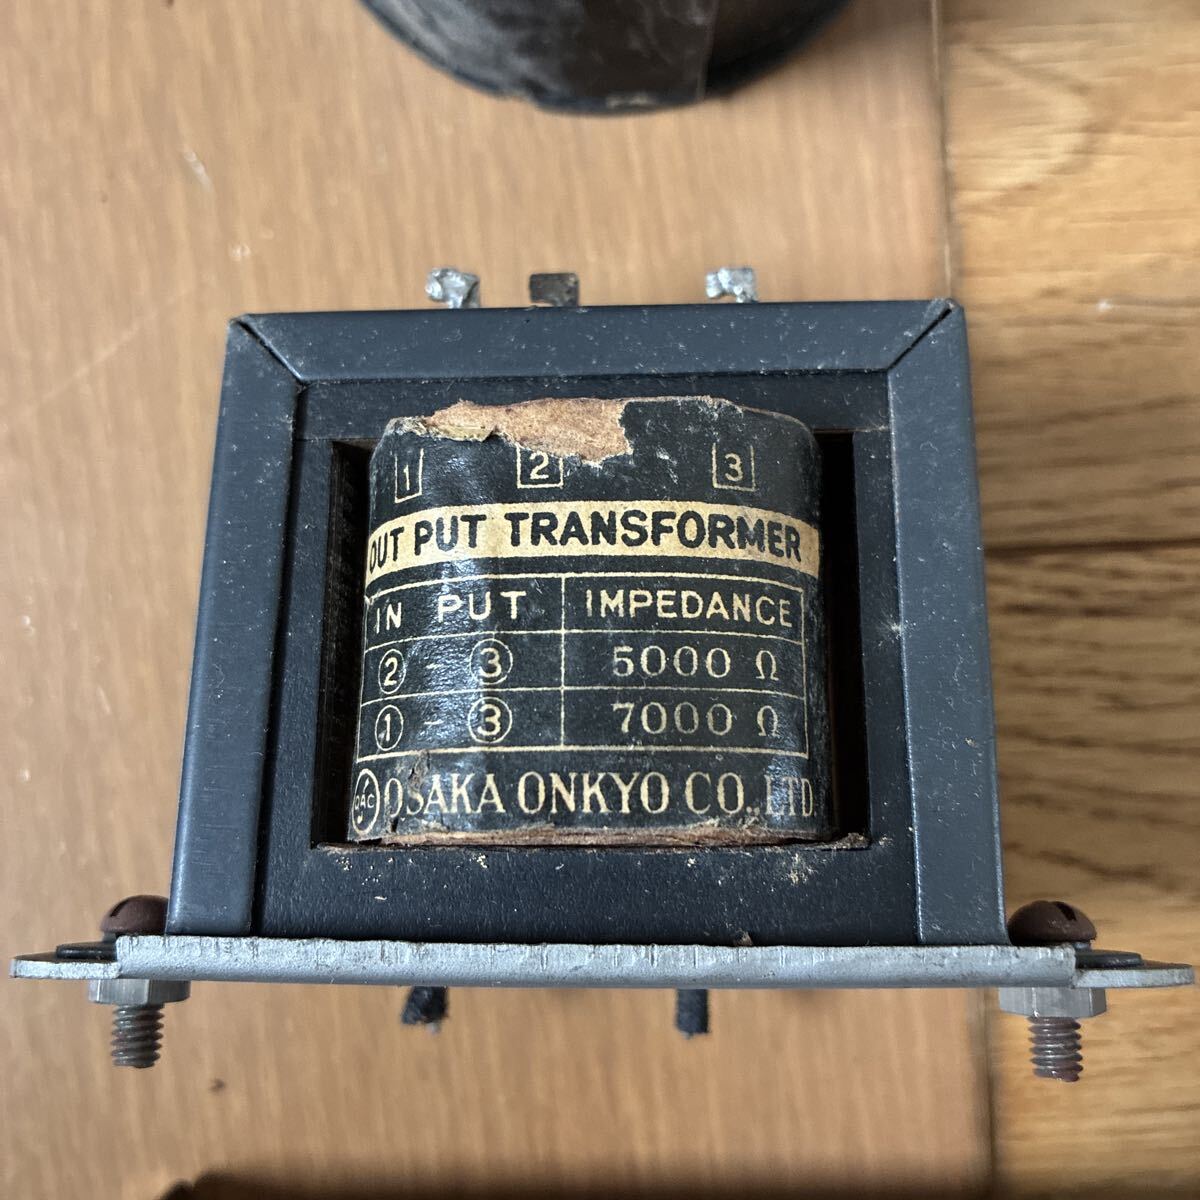 1 2 3
OUT PUT TRANSFORMER
IN PUT IMPEDANCE
② - ③ 5000 Ω
① - ③ 7000 Ω
OAC OSAKA ONKYO CO., LTD